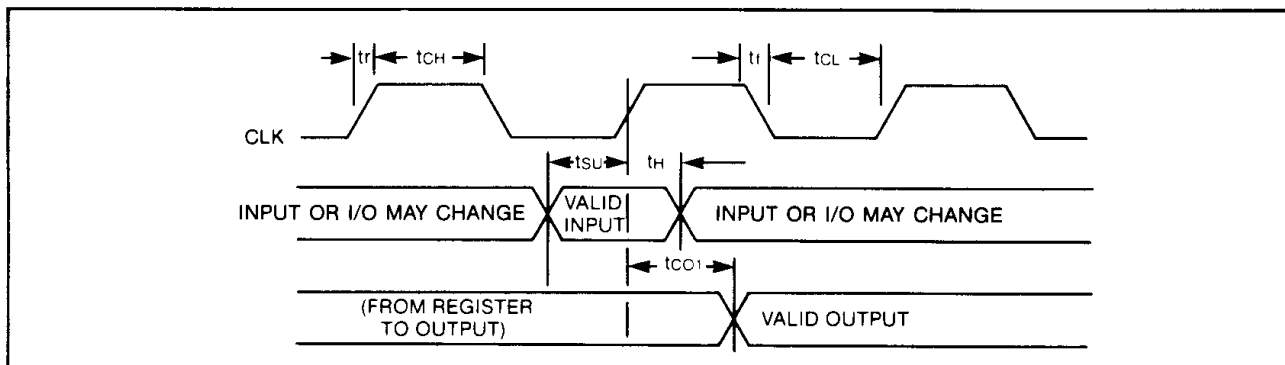 tr
tCH
tf
tCL
CLK
tSU
tH
INPUT OR I/O MAY CHANGE
VALID
INPUT
INPUT OR I/O MAY CHANGE
tCO1
(FROM REGISTER
TO OUTPUT)
VALID OUTPUT